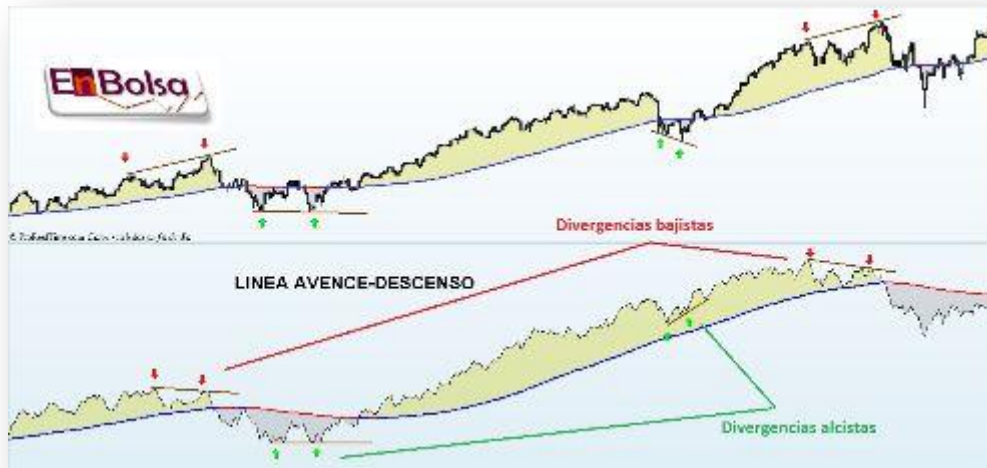 EnBolsa
Divergencias bajistas
LINEA AVENCE-DESCENSO
Divergencias alcistas